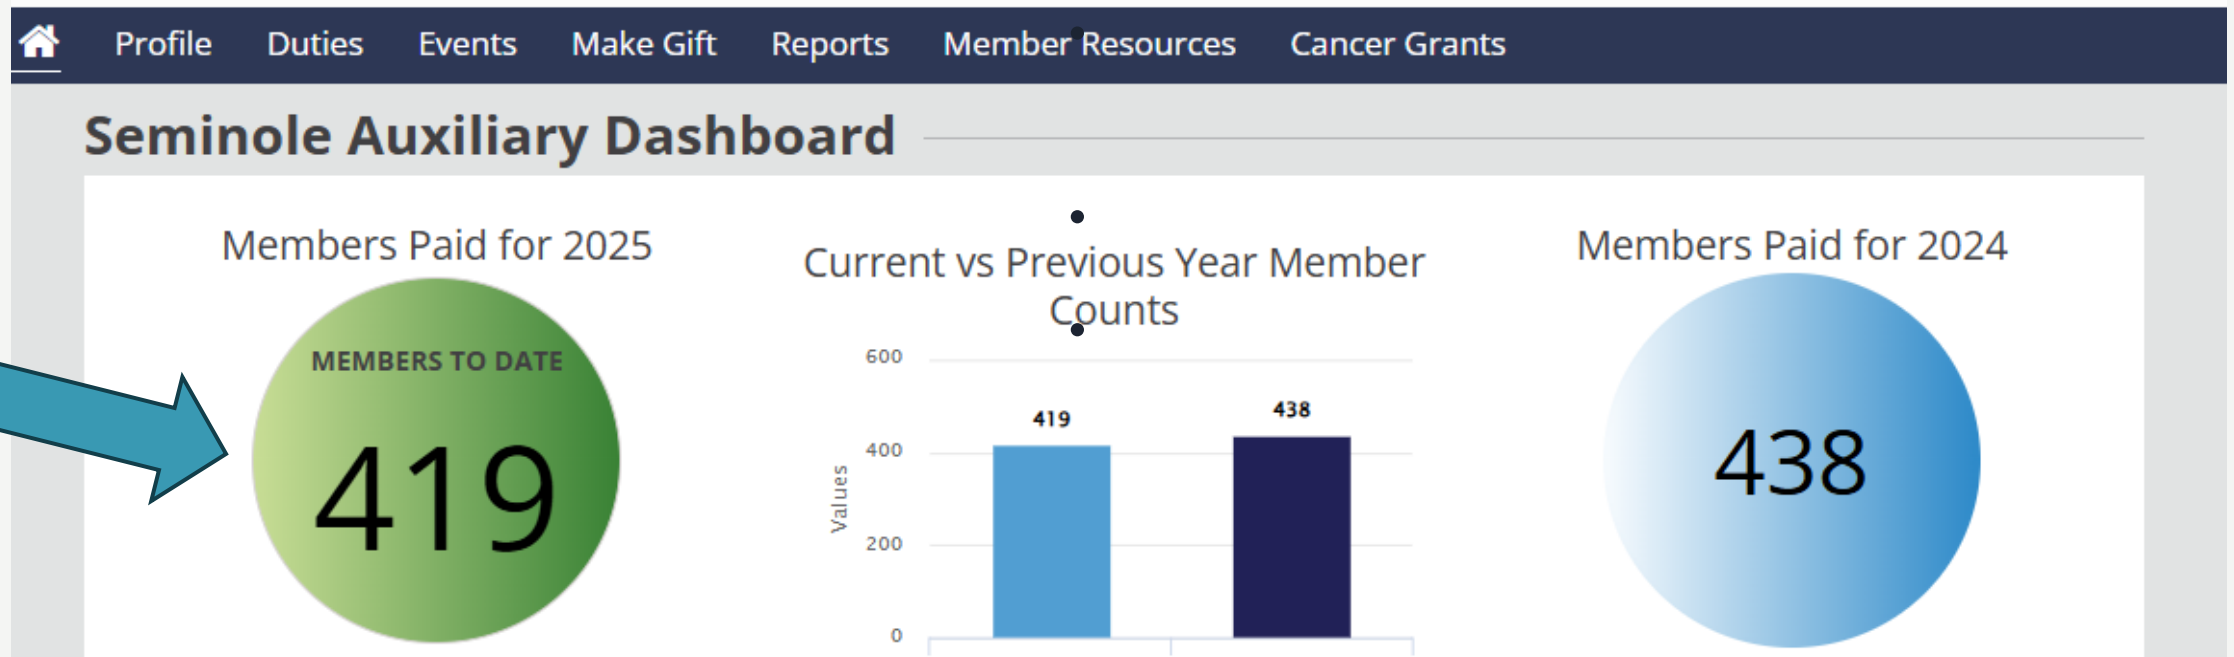 Profile Duties Events Make Gift Reports Member Resources Cancer Grants
Seminole Auxiliary Dashboard
Members Paid for 2025
MEMBERS TO DATE
419
Current vs Previous Year Member
Counts
600
400
200
0
Values
419
438
Members Paid for 2024
438